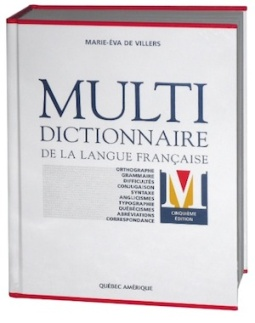 MARIE-ÉVA DE VILLERS
MULTI
DICTIONNAIRE
DE LA LANGUE FRANÇAISE
ORTHOGRAPHE
GRAMMAIRE
DIFFICULTÉS
CONJUGAISON
SYNTAXE
ANGLICISMES
TYPOGRAPHIE
QUÉBÉCISMES
ABRÉVIATIONS
CORRESPONDANCE
M
CINQUIÈME
ÉDITION
QUÉBEC AMÉRIQUE